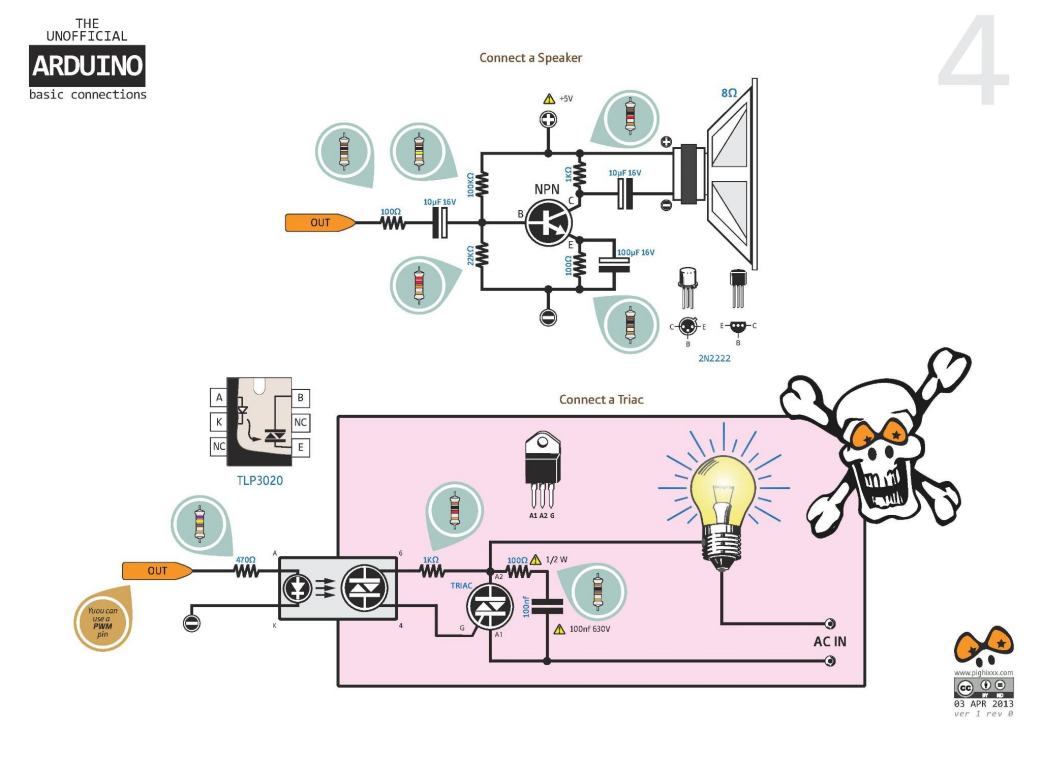 THE
UNOFFICIAL
ARDUINO
basic connections
4
Connect a Speaker
+5V
8Ω
100KΩ
1KΩ
10µF 16V
NPN
C
10µF 16V
100Ω
B
OUT
E
22KΩ
100Ω
100µF 16V
C
E
B
E
C
B
2N2222
Connect a Triac
A
B
K
NC
NC
E
TLP3020
A1 A2 G
A
470Ω
6
1KΩ
100Ω
1/2 W
OUT
TRIAC
A2
100nf
Yuou can
use a
PWM
pin
K
4
G
A1
100nf 630V
AC IN
www.pighixxx.com
cc
BY
NC
03 APR 2013
ver 1 rev 0